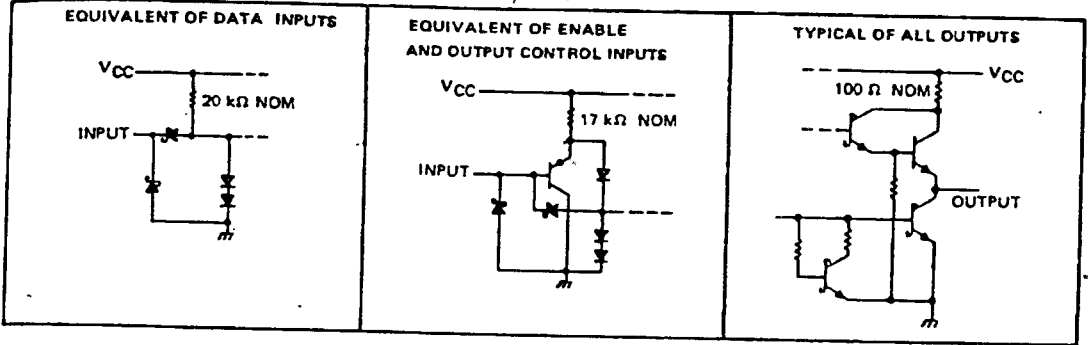 EQUIVALENT OF DATA INPUTS
VCC
20 kΩ NOM
INPUT
EQUIVALENT OF ENABLE
AND OUTPUT CONTROL INPUTS
VCC
17 kΩ NOM
INPUT
TYPICAL OF ALL OUTPUTS
VCC
100 Ω NOM
OUTPUT